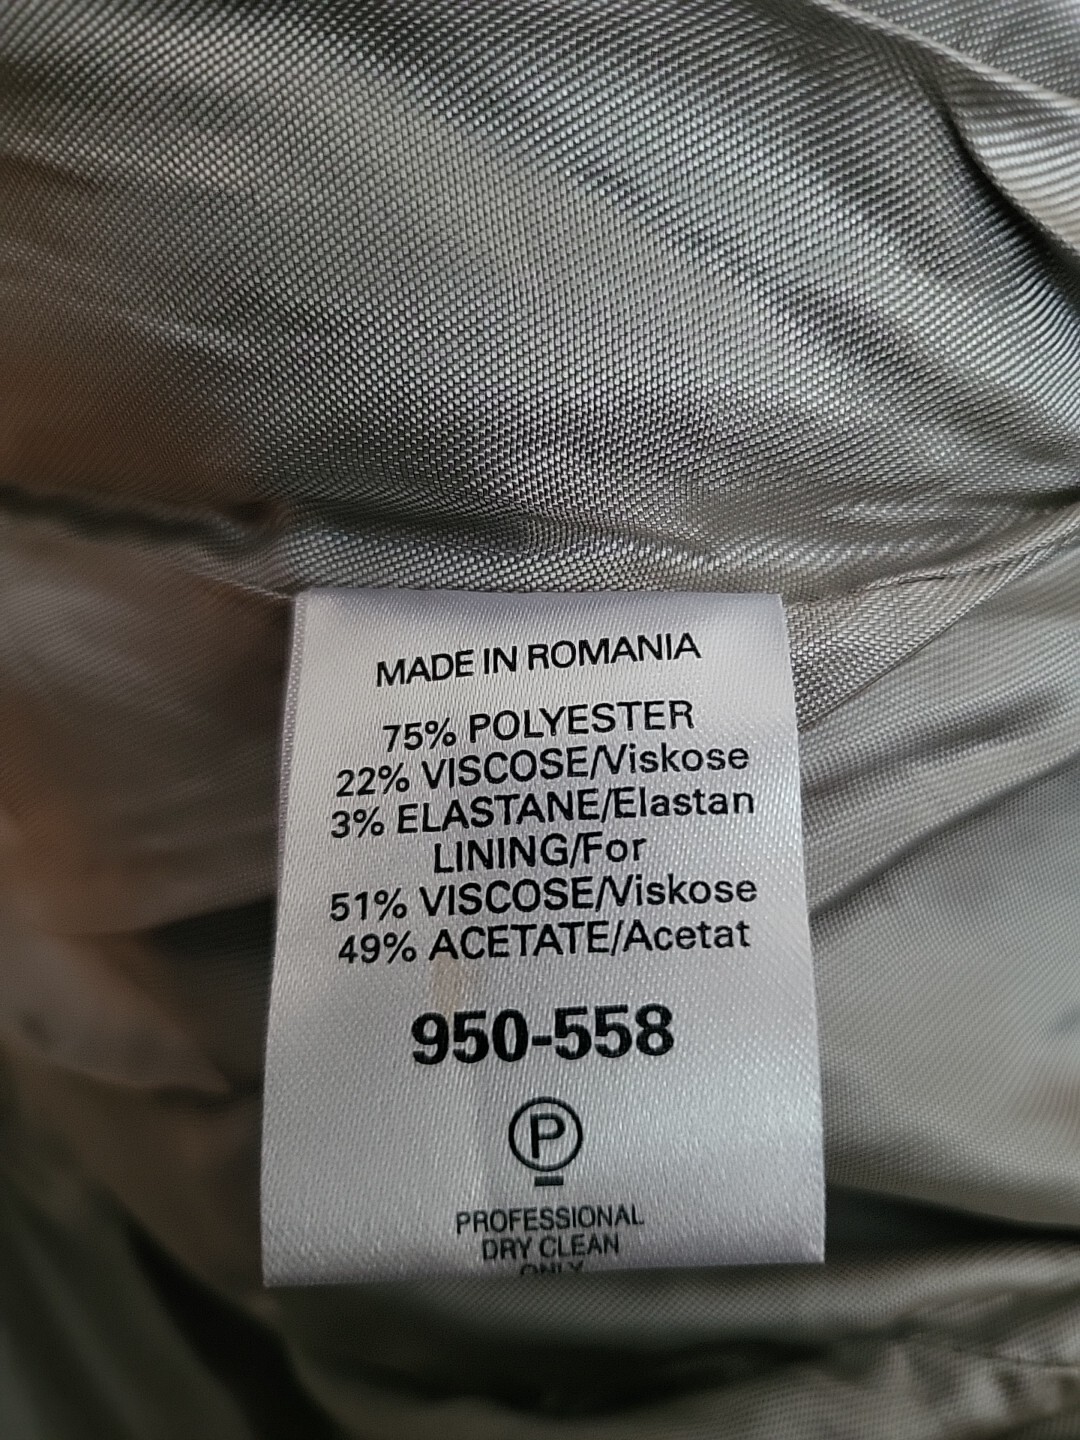 MADE IN ROMANIA
75% POLYESTER
22% VISCOSE/Viskose
3% ELASTANE/Elastan
LINING/For
51% VISCOSE/Viskose
49% ACETATE/Acetat
950-558
P
PROFESSIONAL
DRY CLEAN
ONLY